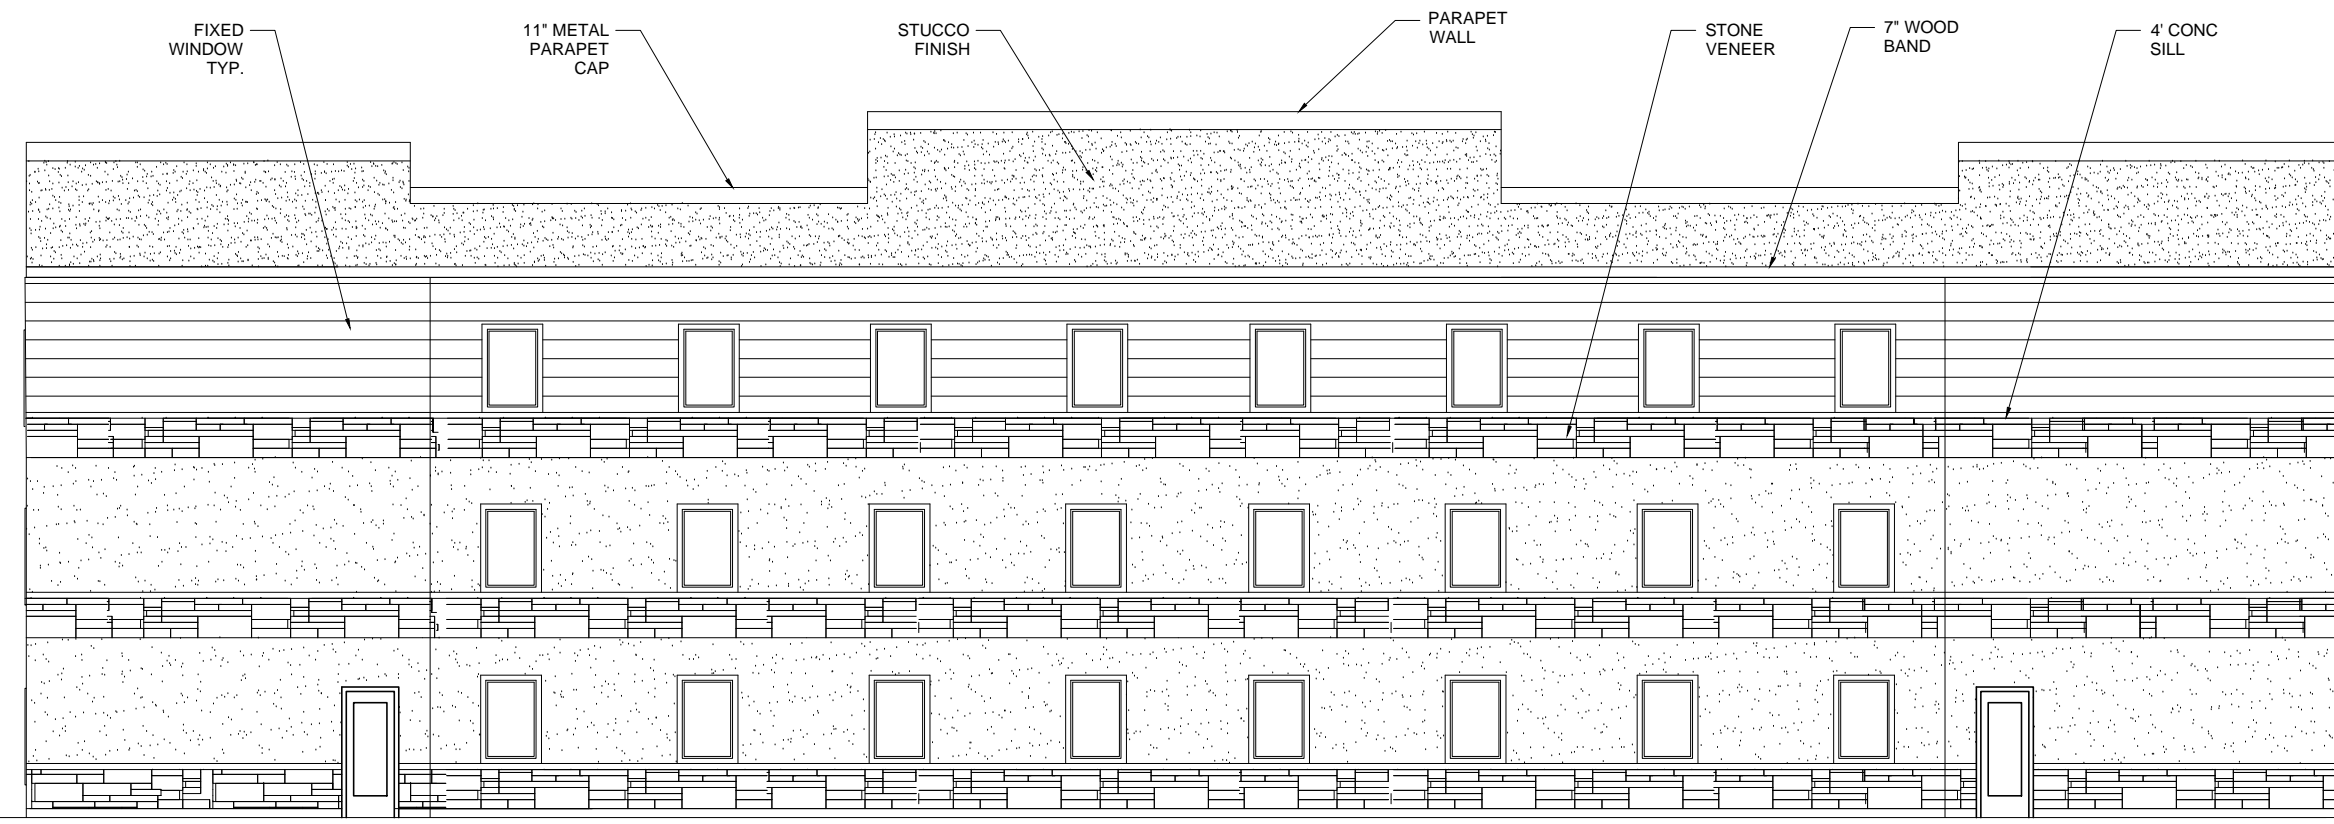 FIXED
WINDOW
TYP.
11" METAL
PARAPET
CAP
STUCCO
FINISH
PARAPET
WALL
STONE
VENEER
7" WOOD
BAND
4' CONC
SILL